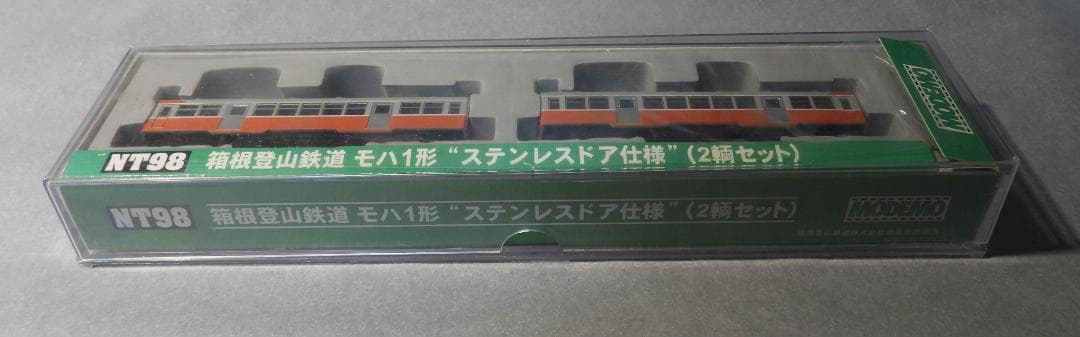 MODEMO
NT98 箱根登山鉄道 モハ1形 “ステンレスドア仕様” (2輌セット)
NT98 箱根登山鉄道 モハ1形 “ステンレスドア仕様” (2輌セット) MODEMO